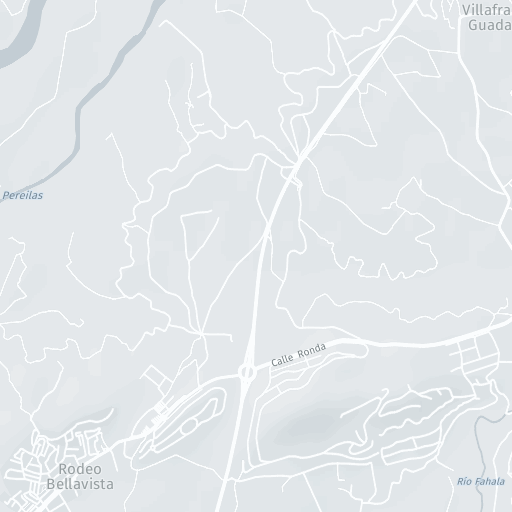 Villafra
Guada
Pereilas
Calle Ronda
Rodeo
Bellavista
Río Fahala